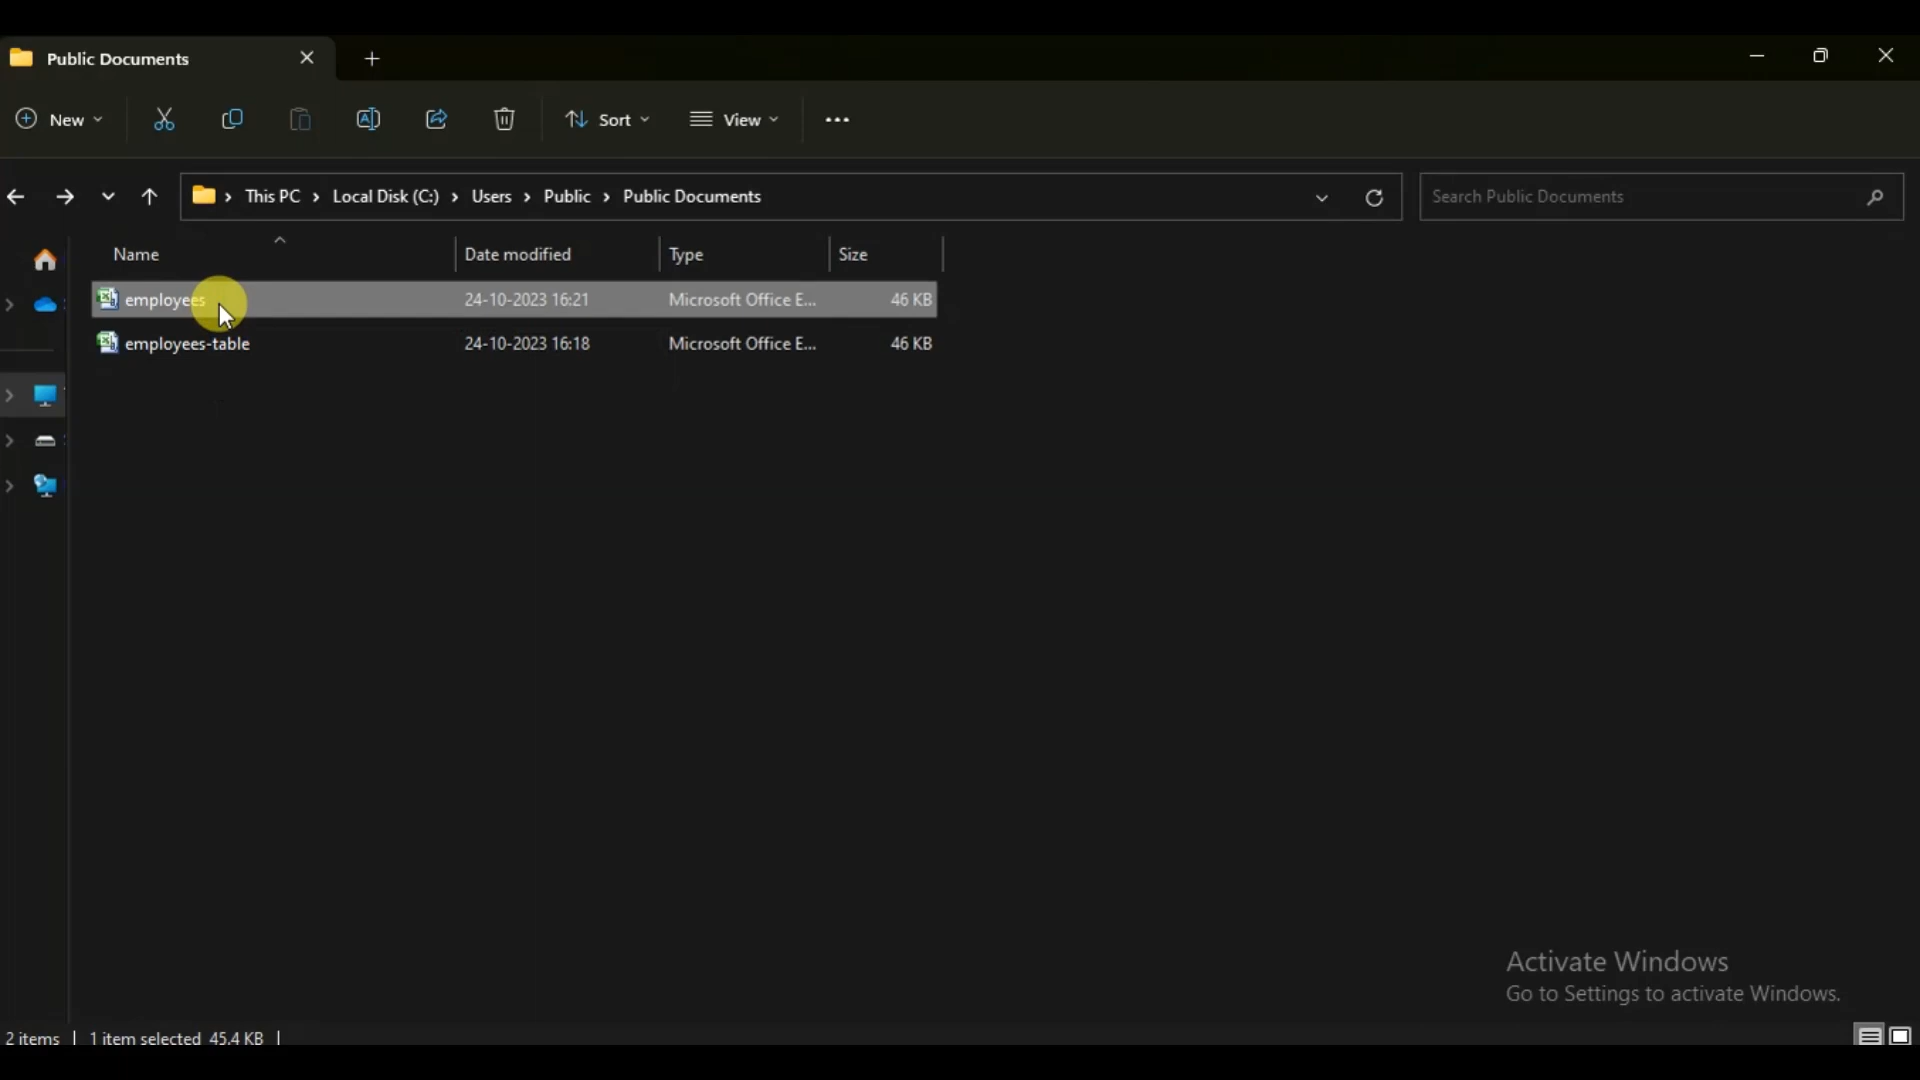 Public Documents
New Sort View
This PC > Local Disk (C:) > Users > Public > Public Documents Search Public Documents
Name Date modified Type Size
employees 24-10-2023 16:21 Microsoft Office E... 46 KB
employees-table 24-10-2023 16:18 Microsoft Office E... 46 KB
Activate Windows
Go to Settings to activate Windows.
2 items 1 item selected 45.4 KB